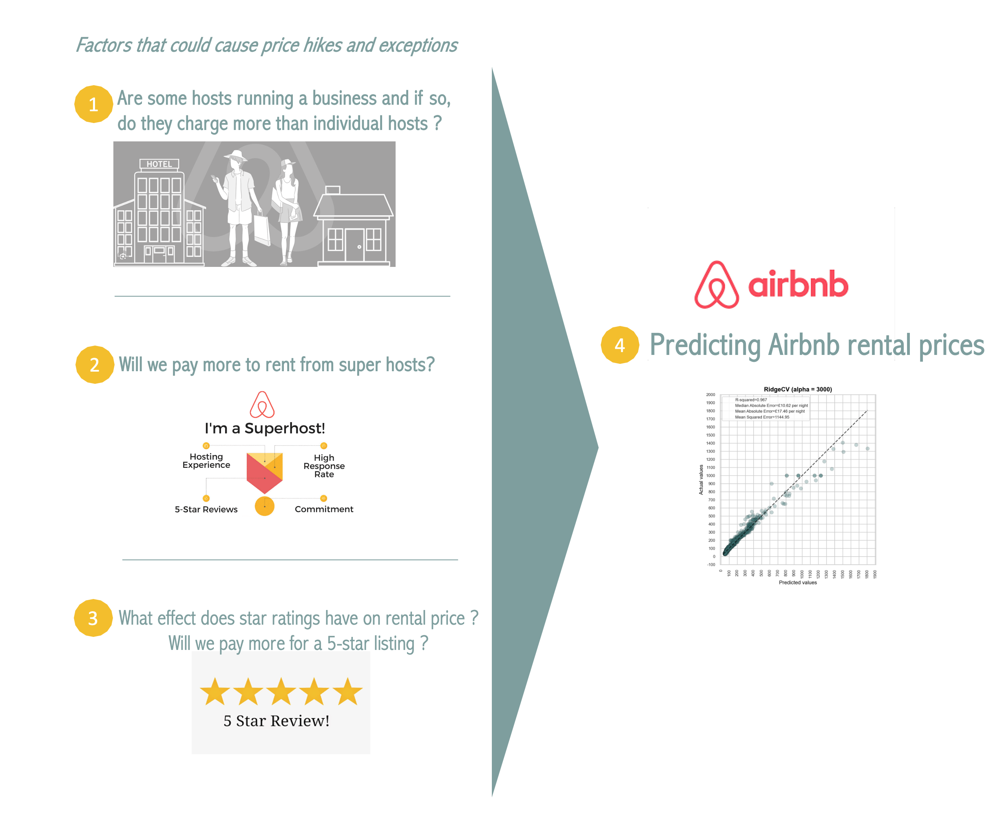 Factors that could cause price hikes and exceptions
1
Are some hosts running a business and if so,
do they charge more than individual hosts ?
HOTEL
2
Will we pay more to rent from super hosts?
I'm a Superhost!
Hosting
Experience
High
Response
Rate
5-Star Reviews
Commitment
3
What effect does star ratings have on rental price ?
Will we pay more for a 5-star listing ?
5 Star Review!
airbnb
4
Predicting Airbnb rental prices
RidgeCV (alpha = 3000)
R-squared=0.967
Median Absolute Error=£10.62 per night
Mean Absolute Error=£17.46 per night
Mean Squared Error=1144.95
2000
1900
1800
1700
1600
1500
1400
1300
1200
1100
1000
900
800
700
600
500
400
300
200
100
0
-100
Actual values
0 100 200 300 400 500 600 700 800 900 1000 1100 1200 1300 1400 1500 1600 1700 1800 1900
Predicted values